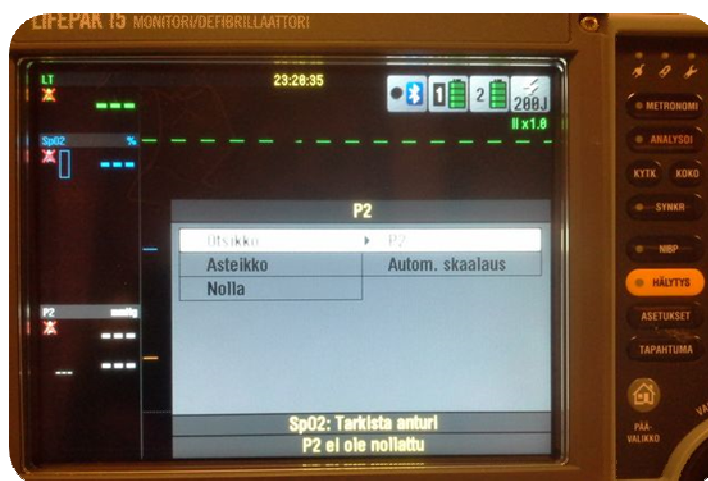 LIFEPAK 15 MONITORI/DEFIBRILLAATTORI
LT
23:28:35
1
2
200J
II x1.0
SpO2 %
P2
Otsikko P2
Asteikko Autom. skaalaus
Nolla
P2 mmHg
SpO2: Tarkista anturi
P2 ei ole nollattu
METRONOMI
ANALYSOI
KYTK KOKO
SYNKR
NIBP
HÄLYTYS
ASETUKSET
TAPAHTUMA
PÄÄ-
VALIKKO